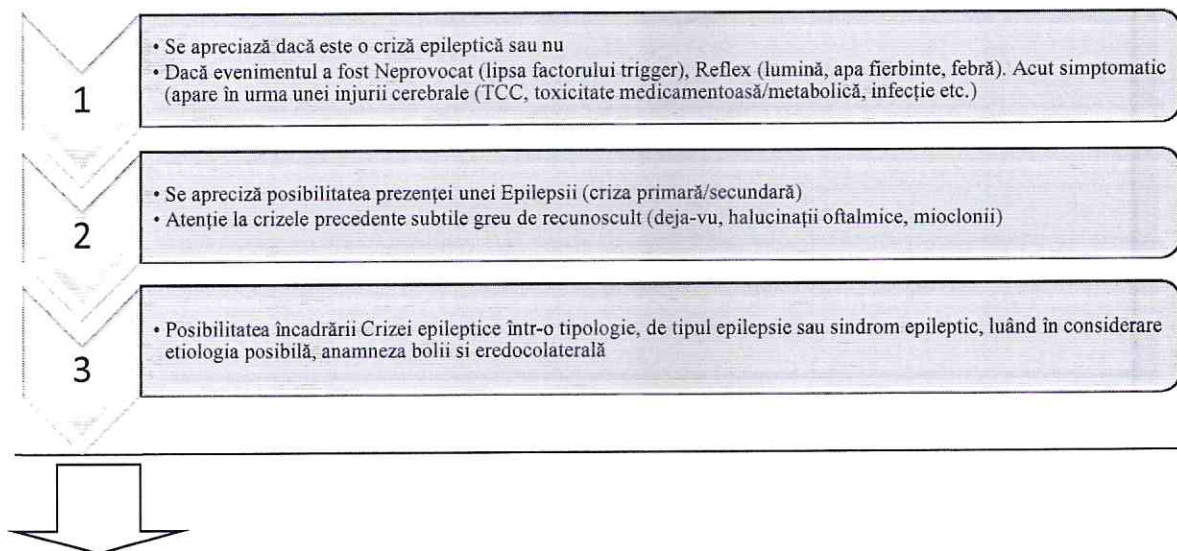 1
• Se apreciază dacă este o criză epileptică sau nu
• Dacă evenimentul a fost Neprovocat (lipsa factorului trigger), Reflex (lumină, apa fierbinte, febră). Acut simptomatic
(apare în urma unei injurii cerebrale (TCC, toxicitate medicamentoasă/metabolică, infecție etc.)
2
• Se apreciză posibilitatea prezenței unei Epilepsii (criza primară/secundară)
• Atenție la crizele precedente subtile greu de recunoscut (deja-vu, halucinații oftalmice, mioclonii)
3
• Posibilitatea încadrării Crizei epileptice într-o tipologie, de tipul epilepsie sau sindrom epileptic, luând în considerare
etiologia posibilă, anamneza bolii si eredocolaterală